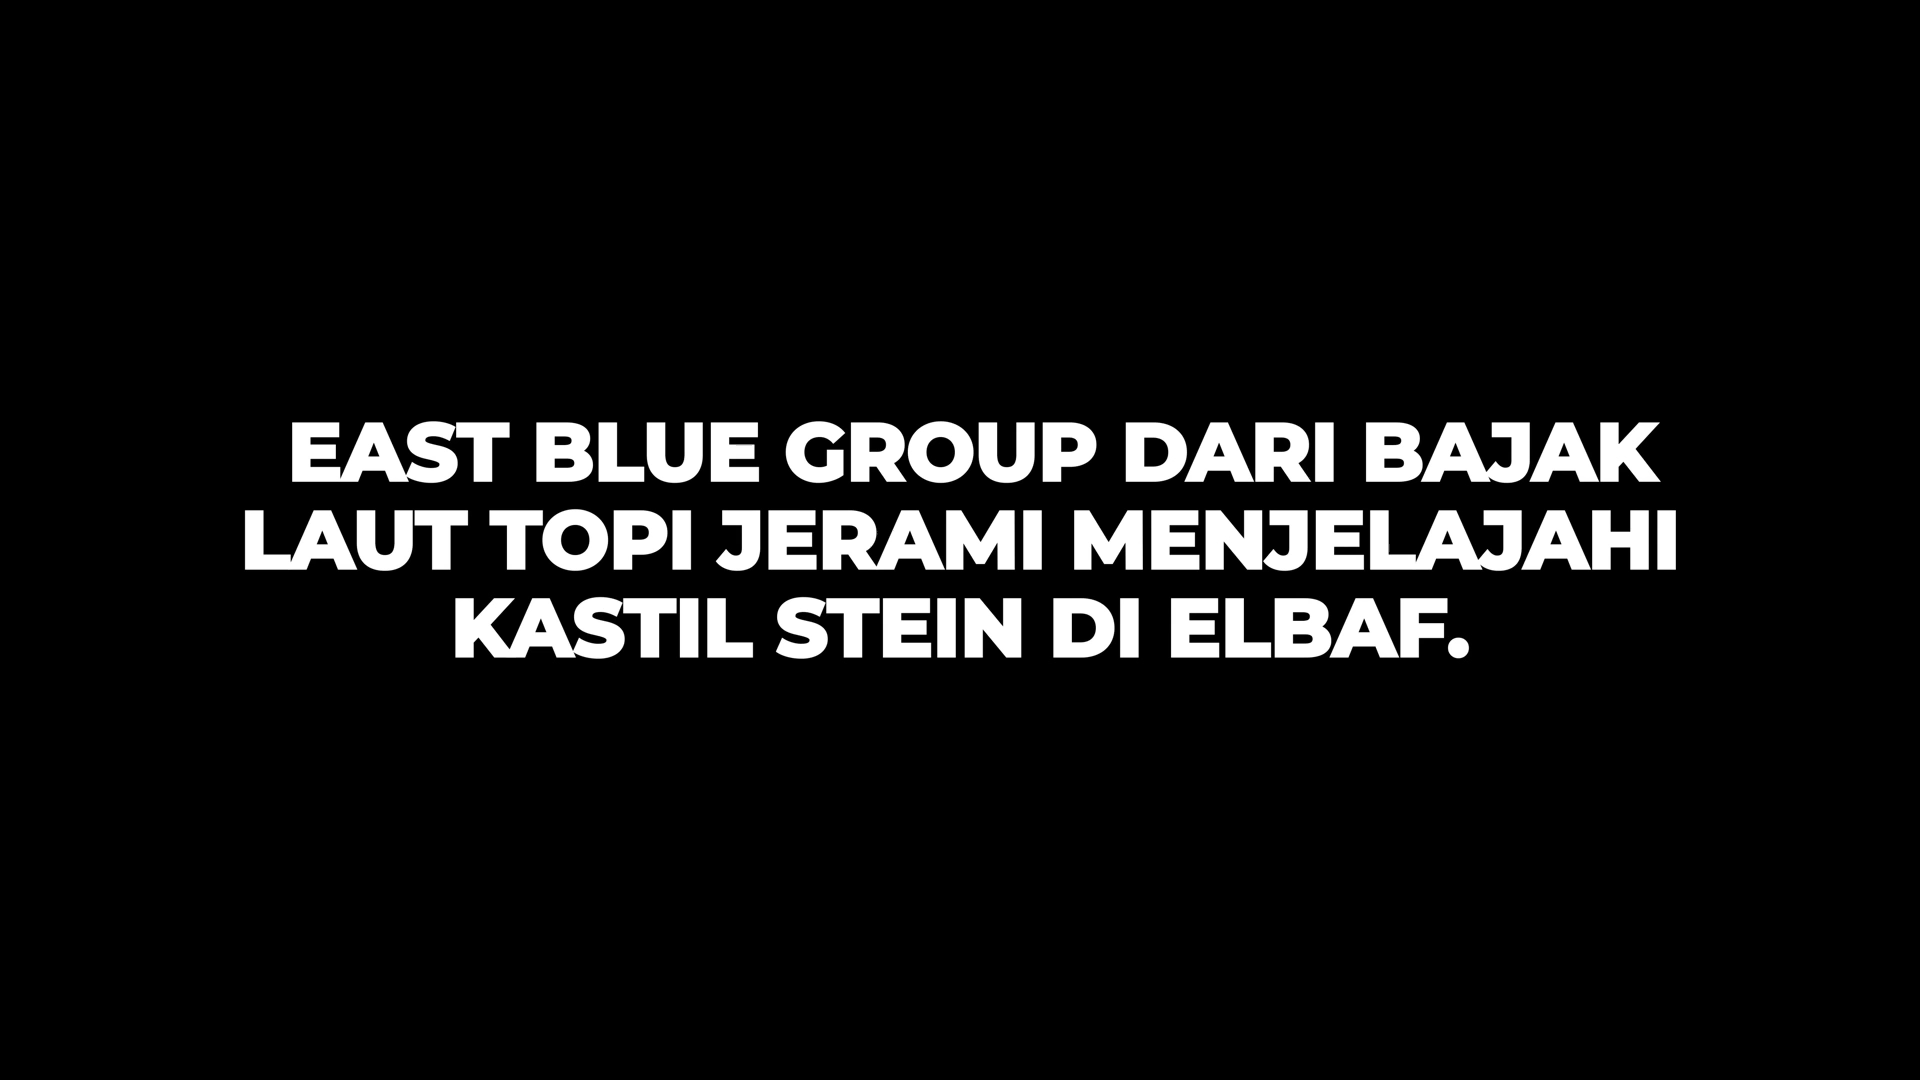 EAST BLUE GROUP DARI BAJAK
LAUT TOPI JERAMI MENJELAJAHI
KASTIL STEIN DI ELBAF.